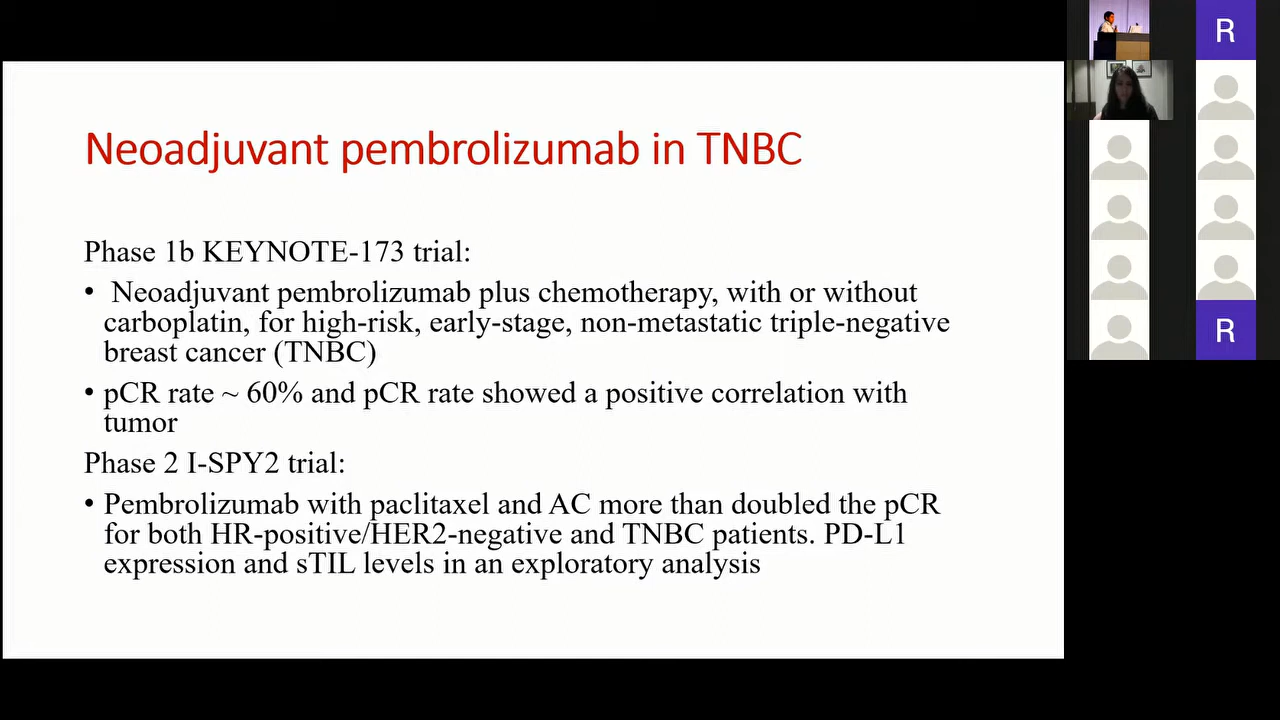 Neoadjuvant pembrolizumab in TNBC
Phase 1b KEYNOTE-173 trial:
• Neoadjuvant pembrolizumab plus chemotherapy, with or without
carboplatin, for high-risk, early-stage, non-metastatic triple-negative
breast cancer (TNBC)
• pCR rate ~ 60% and pCR rate showed a positive correlation with
tumor
Phase 2 I-SPY2 trial:
• Pembrolizumab with paclitaxel and AC more than doubled the pCR
for both HR-positive/HER2-negative and TNBC patients. PD-L1
expression and sTIL levels in an exploratory analysis
R
R